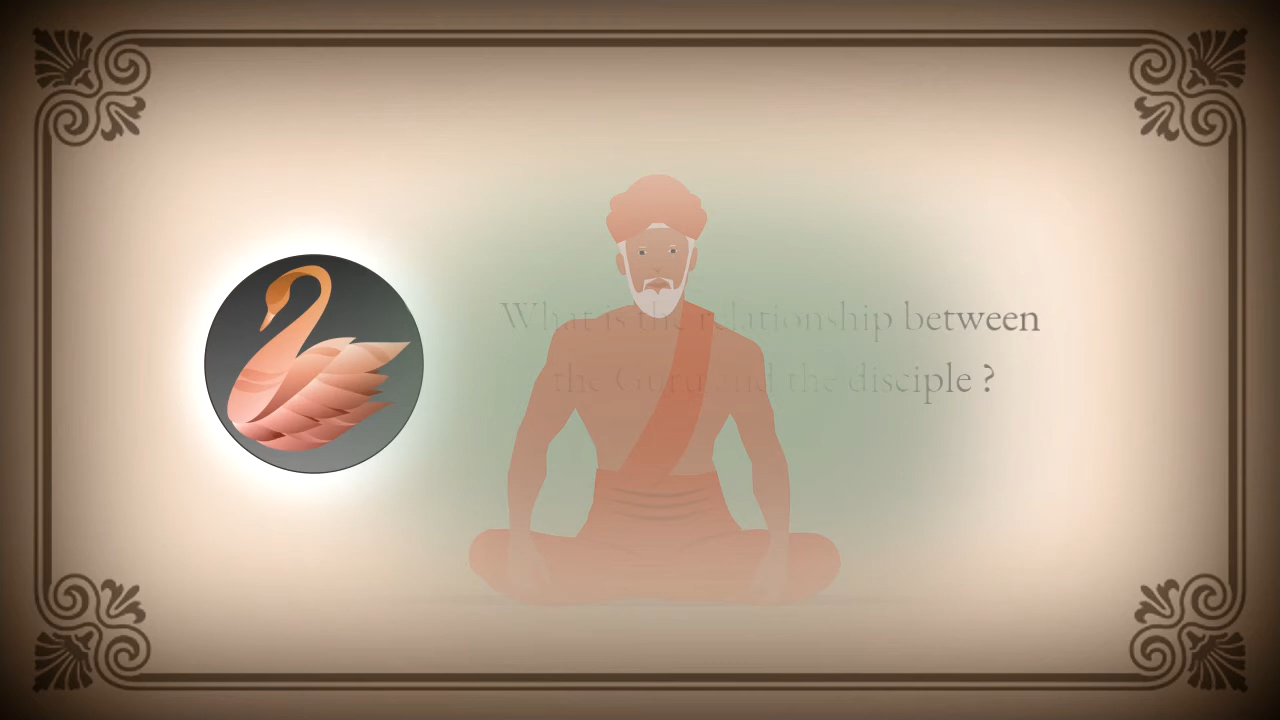 What is the relationship between
the Guru and the disciple ?